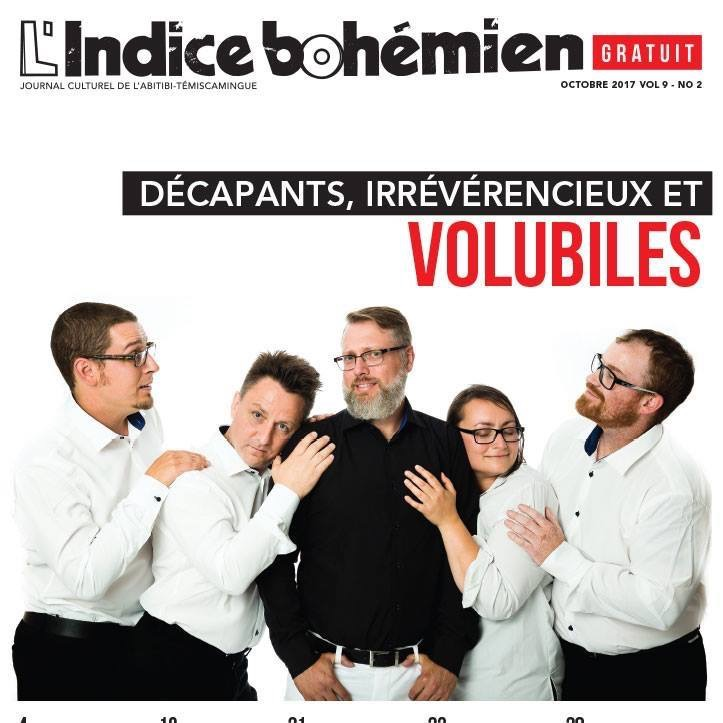 L'Indice bohémien
GRATUIT
JOURNAL CULTUREL DE L'ABITIBI-TÉMISCAMINGUE
OCTOBRE 2017 VOL 9 - NO 2
DÉCAPANTS, IRRÉVÉRENCIEUX ET
VOLUBILES